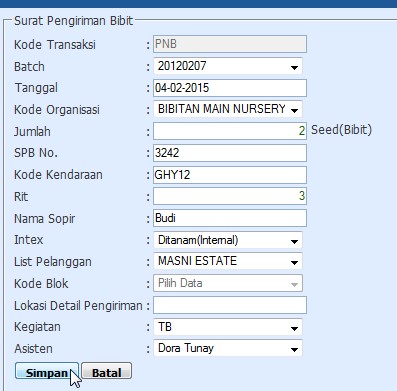 Surat Pengiriman Bibit
Kode Transaksi : PNB
Batch : 20120207
Tanggal : 04-02-2015
Kode Organisasi : BIBITAN MAIN NURSERY
Jumlah : 2 Seed(Bibit)
SPB No. : 3242
Kode Kendaraan : GHY12
Rit : 3
Nama Sopir : Budi
Intex : Ditanam(Internal)
List Pelanggan : MASNI ESTATE
Kode Blok : Pilih Data
Lokasi Detail Pengiriman :
Kegiatan : TB
Asisten : Dora Tunay
Simpan Batal